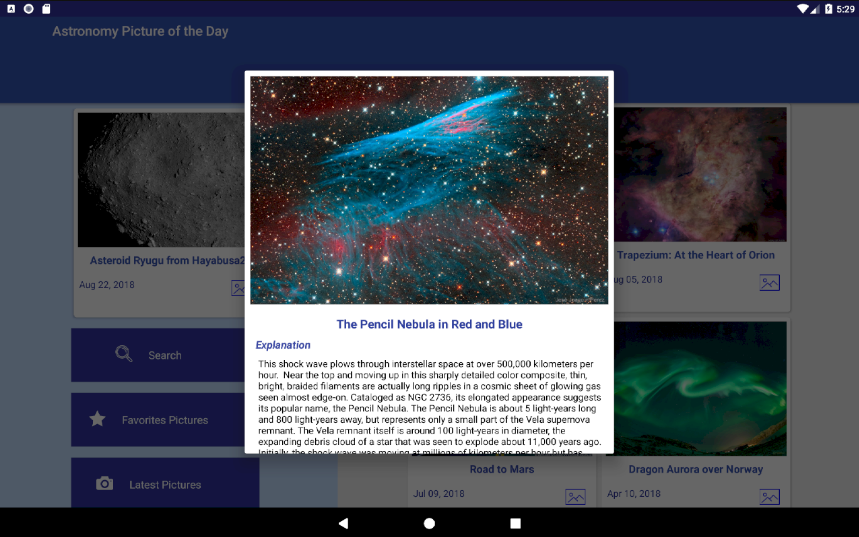 5:29
Astronomy Picture of the Day
Asteroid Ryugu from Hayabusa2
Aug 22, 2018
Trapezium: At the Heart of Orion
ug 05, 2018
The Pencil Nebula in Red and Blue
Explanation
This shock wave plows through interstellar space at over 500,000 kilometers per
hour. Near the top and moving up in this sharply detailed color composite, thin,
bright, braided filaments are actually long ripples in a cosmic sheet of glowing gas
seen almost edge-on. Cataloged as NGC 2736, its elongated appearance suggests
its popular name, the Pencil Nebula. The Pencil Nebula is about 5 light-years long
and 800 light-years away, but represents only a small part of the Vela supernova
remnant. The Vela remnant itself is around 100 light-years in diameter, the
expanding debris cloud of a star that was seen to explode about 11,000 years ago.
Initially, the shock wave was moving at millions of kilometers per hour but has
Search
Favorites Pictures
Latest Pictures
Road to Mars
Jul 09, 2018
Dragon Aurora over Norway
Apr 10, 2018